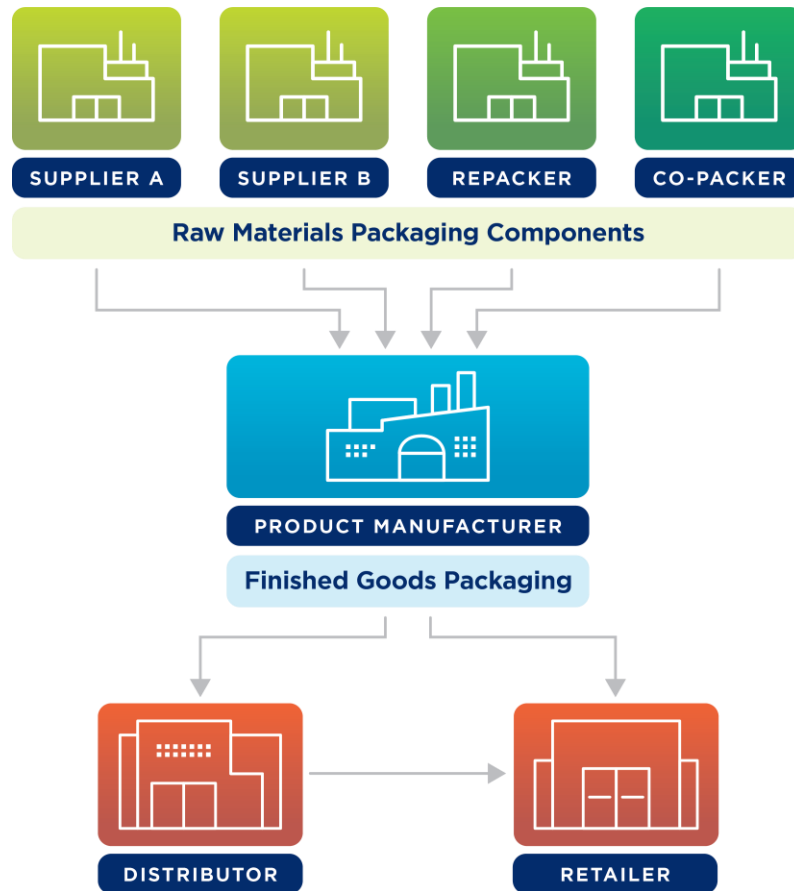 SUPPLIER A
SUPPLIER B
REPACKER
CO-PACKER
Raw Materials Packaging Components
PRODUCT MANUFACTURER
Finished Goods Packaging
DISTRIBUTOR
RETAILER